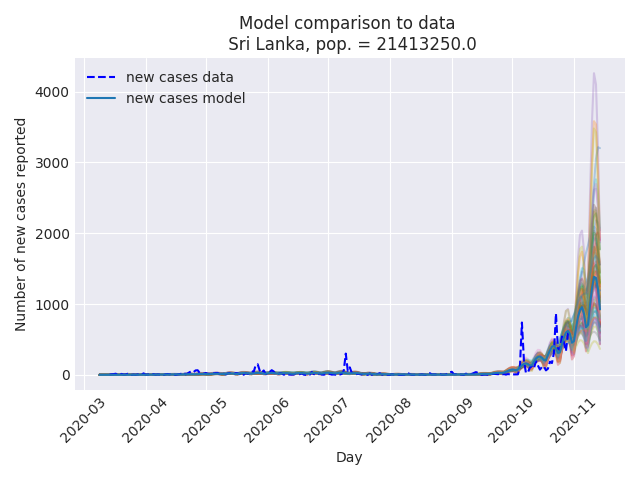 Model comparison to data
Sri Lanka, pop. = 21413250.0
new cases data
new cases model
Number of new cases reported
4000
3000
2000
1000
0
2020-03
2020-04
2020-05
2020-06
2020-07
2020-08
2020-09
2020-10
2020-11
Day